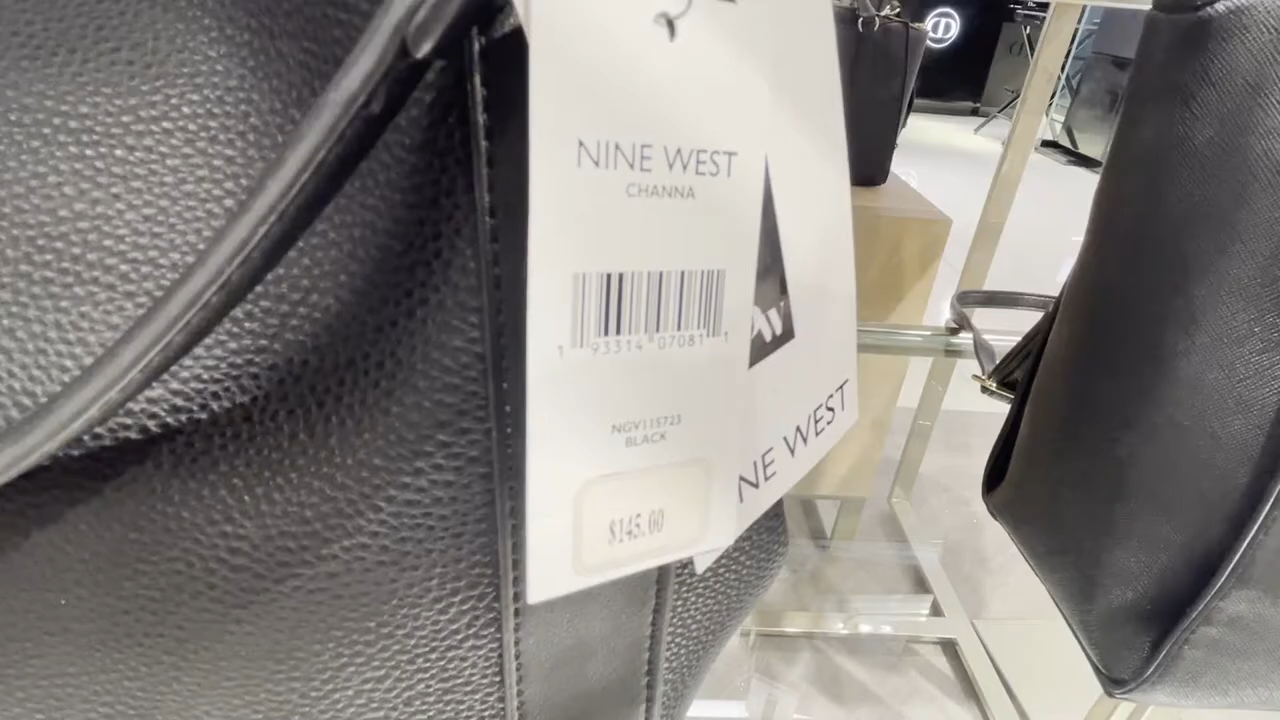 NINE WEST
CHANNA
1 93314 07081 1
NGV115723
BLACK
$145.00
NE WEST